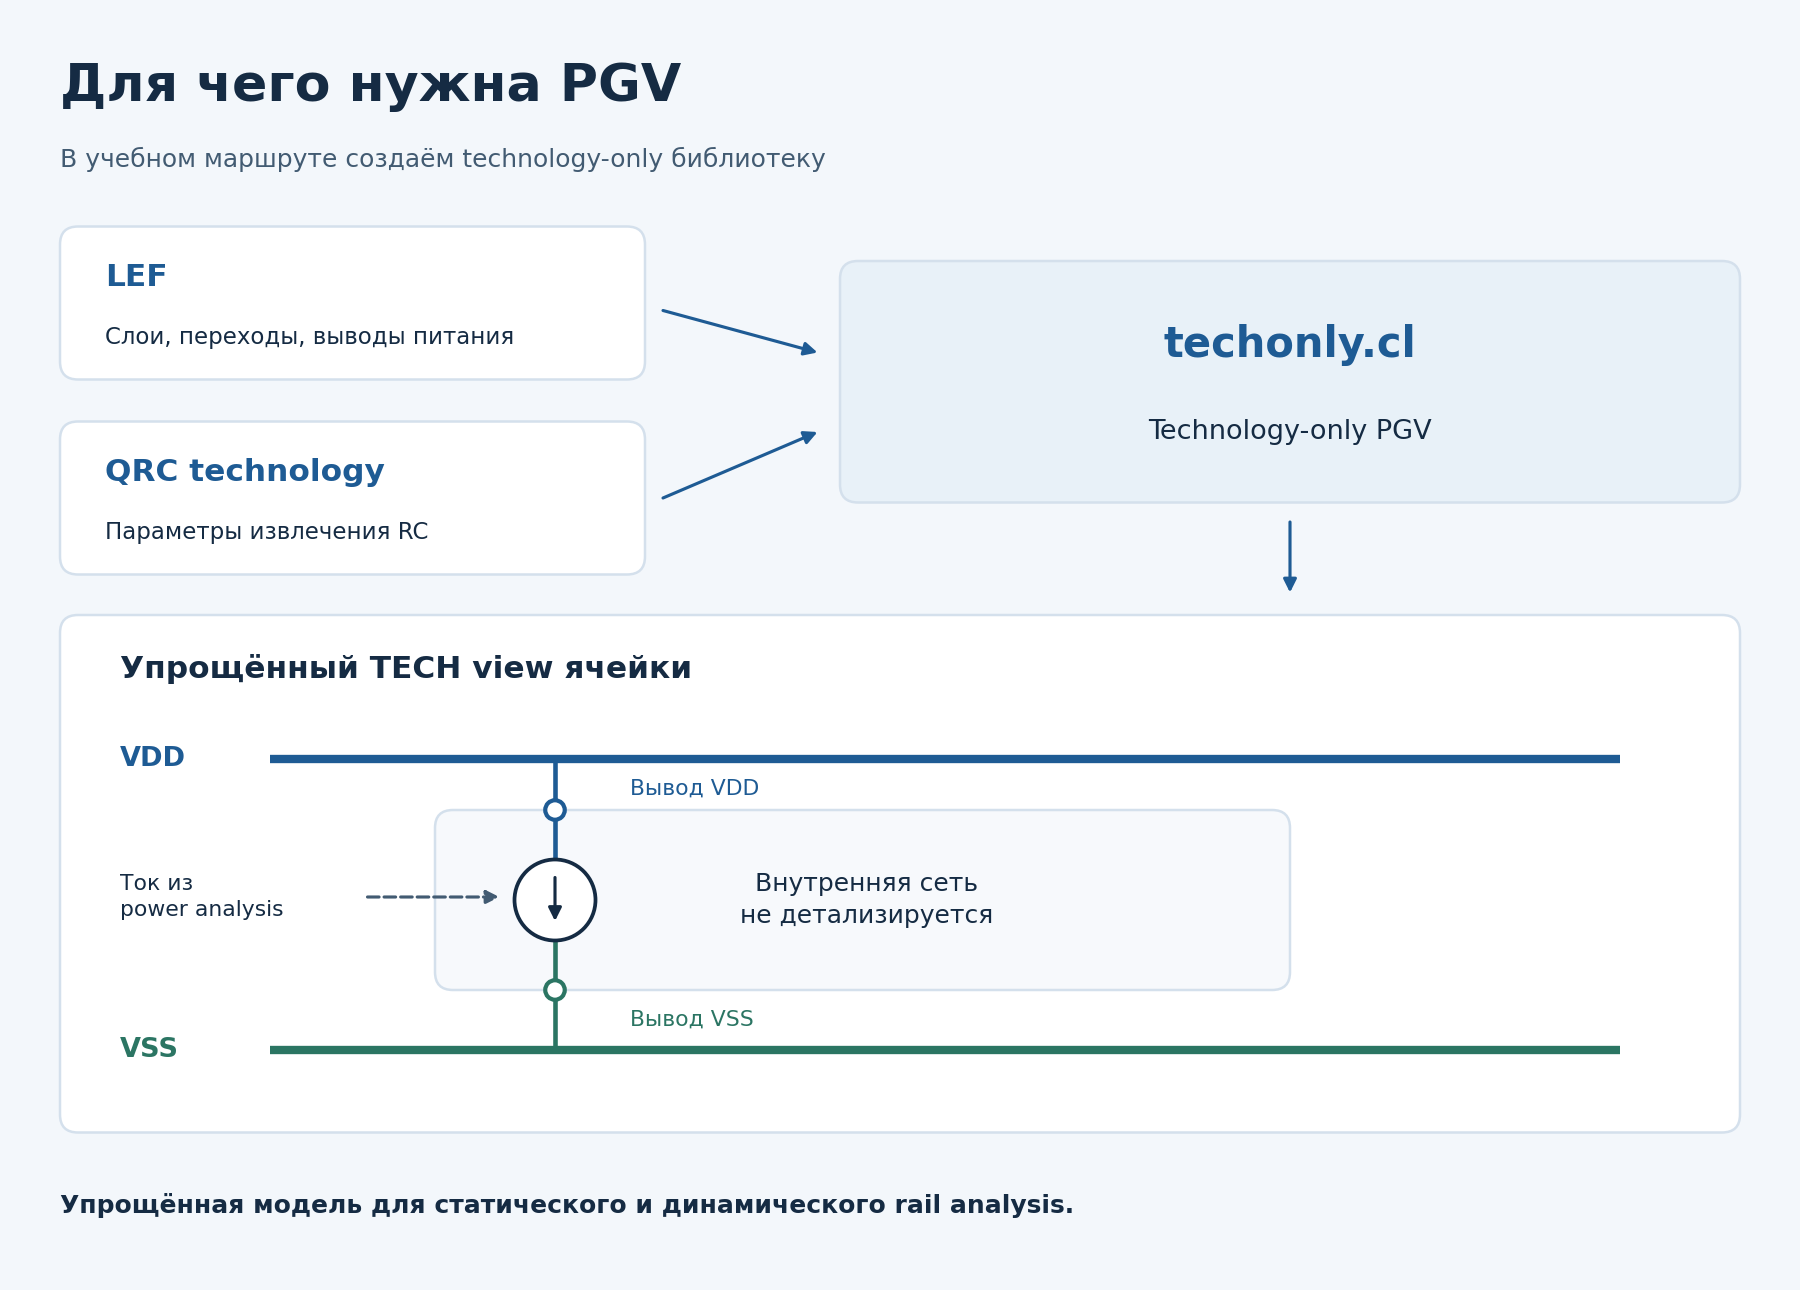 Для чего нужна PGV
В учебном маршруте создаём technology-only библиотеку
LEF
Слои, переходы, выводы питания
QRC technology
Параметры извлечения RC
techonly.cl
Technology-only PGV
Упрощённый TECH view ячейки
VDD
Вывод VDD
Ток из
power analysis
Внутренняя сеть
не детализируется
Вывод VSS
VSS
Упрощённая модель для статического и динамического rail analysis.